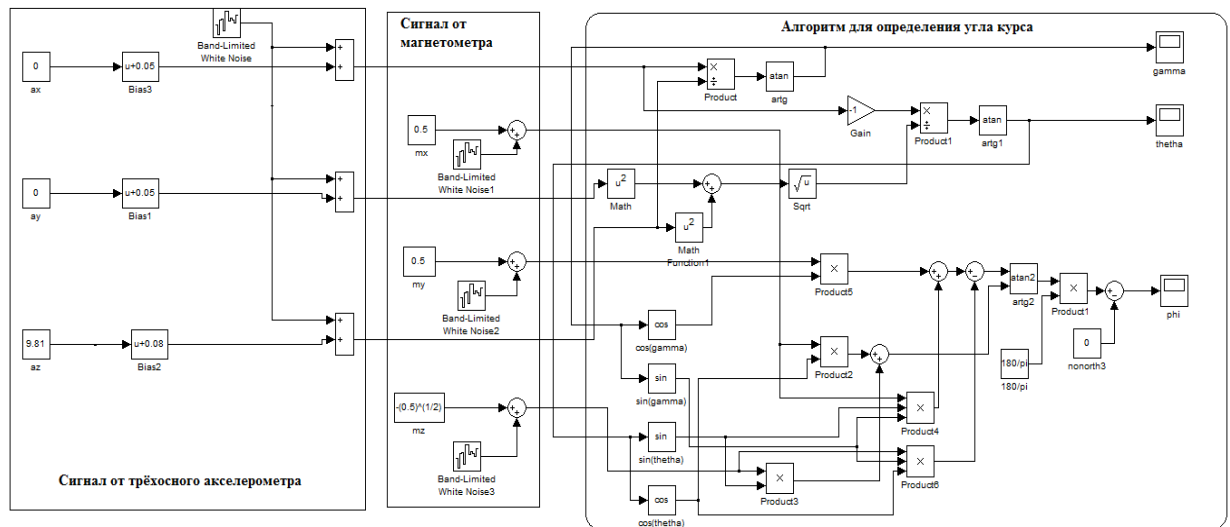 Band-Limited
White Noise
0
ax
u+0.05
Bias3
+
+
0
ay
u+0.05
Bias1
+
+
9.81
az
u+0.08
Bias2
+
+
Сигнал от трёхосного акселерометра
Сигнал от
магнетометра
0.5
mx
Band-Limited
White Noise1
0.5
my
Band-Limited
White Noise2
-(0.5)^(1/2)
mz
Band-Limited
White Noise3
Алгоритм для определения угла курса
×
÷
Product
atan
artg
gamma
-1
Gain
×
÷
Product1
atan
artg1
thetha
u²
Math
u²
Math
Function1
√u
Sqrt
×
Product5
cos
cos(gamma)
sin
sin(gamma)
×
Product2
sin
sin(thetha)
cos
cos(thetha)
×
Product3
×
Product4
×
Product6
atan2
artg2
×
Product1
180/pi
180/pi
0
nonorth3
phi